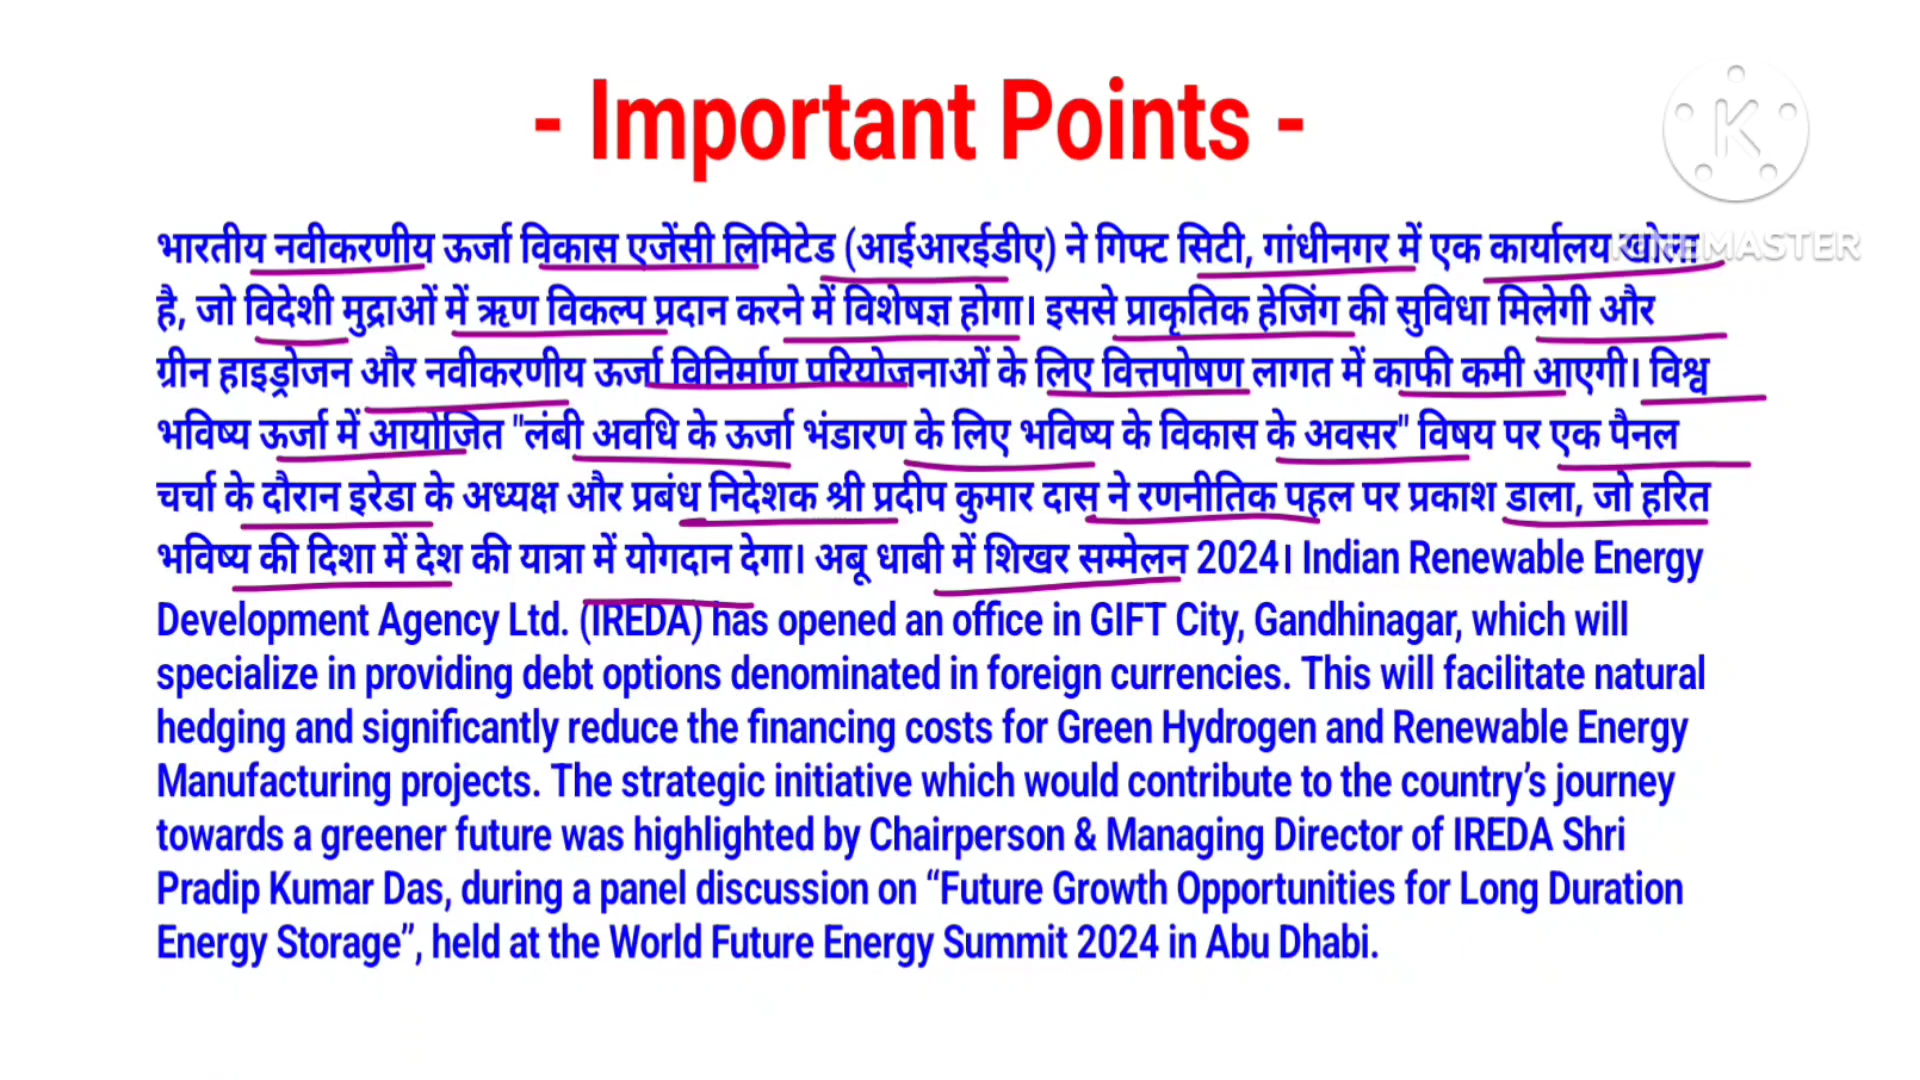 - Important Points -
K
KINEMASTER
भारतीय नवीकरणीय ऊर्जा विकास एजेंसी लिमिटेड (आईआरईडीए) ने गिफ्ट सिटी, गांधीनगर में एक कार्यालय खोला
है, जो विदेशी मुद्राओं में ऋण विकल्प प्रदान करने में विशेषज्ञ होगा। इससे प्राकृतिक हेजिंग की सुविधा मिलेगी और
ग्रीन हाइड्रोजन और नवीकरणीय ऊर्जा विनिर्माण परियोजनाओं के लिए वित्तपोषण लागत में काफी कमी आएगी। विश्व
भविष्य ऊर्जा में आयोजित "लंबी अवधि के ऊर्जा भंडारण के लिए भविष्य के विकास के अवसर" विषय पर एक पैनल
चर्चा के दौरान इरेडा के अध्यक्ष और प्रबंध निदेशक श्री प्रदीप कुमार दास ने रणनीतिक पहल पर प्रकाश डाला, जो हरित
भविष्य की दिशा में देश की यात्रा में योगदान देगा। अबू धाबी में शिखर सम्मेलन 2024। Indian Renewable Energy
Development Agency Ltd. (IREDA) has opened an office in GIFT City, Gandhinagar, which will
specialize in providing debt options denominated in foreign currencies. This will facilitate natural
hedging and significantly reduce the financing costs for Green Hydrogen and Renewable Energy
Manufacturing projects. The strategic initiative which would contribute to the country’s journey
towards a greener future was highlighted by Chairperson & Managing Director of IREDA Shri
Pradip Kumar Das, during a panel discussion on “Future Growth Opportunities for Long Duration
Energy Storage”, held at the World Future Energy Summit 2024 in Abu Dhabi.